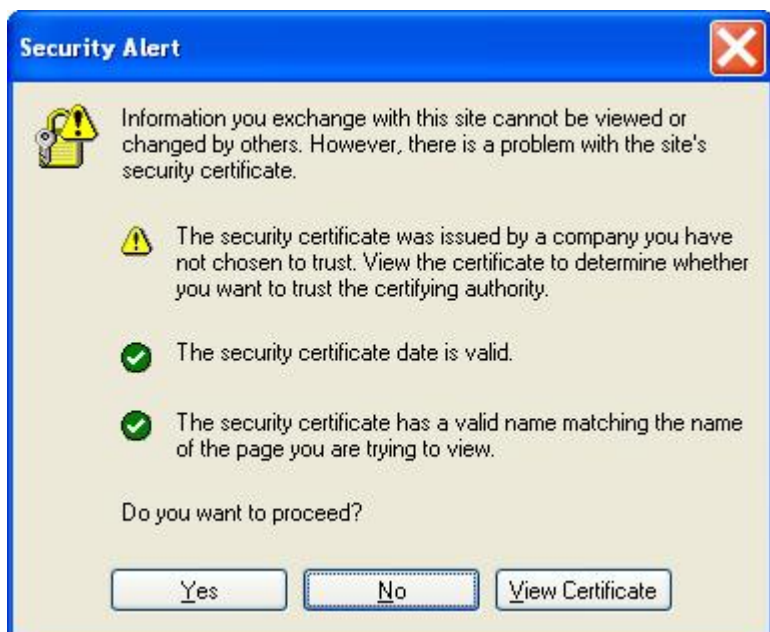 Security Alert
Information you exchange with this site cannot be viewed or
changed by others. However, there is a problem with the site's
security certificate.
The security certificate was issued by a company you have
not chosen to trust. View the certificate to determine whether
you want to trust the certifying authority.
The security certificate date is valid.
The security certificate has a valid name matching the name
of the page you are trying to view.
Do you want to proceed?
Yes No View Certificate